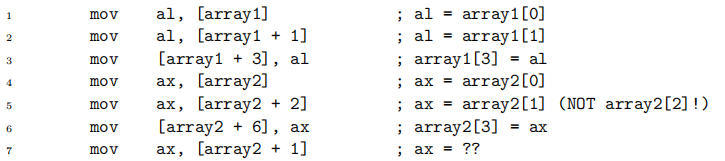 1 mov al, [array1] ; al = array1[0]
2 mov al, [array1 + 1] ; al = array1[1]
3 mov [array1 + 3], al ; array1[3] = al
4 mov ax, [array2] ; ax = array2[0]
5 mov ax, [array2 + 2] ; ax = array2[1] (NOT array2[2]!)
6 mov [array2 + 6], ax ; array2[3] = ax
7 mov ax, [array2 + 1] ; ax = ??